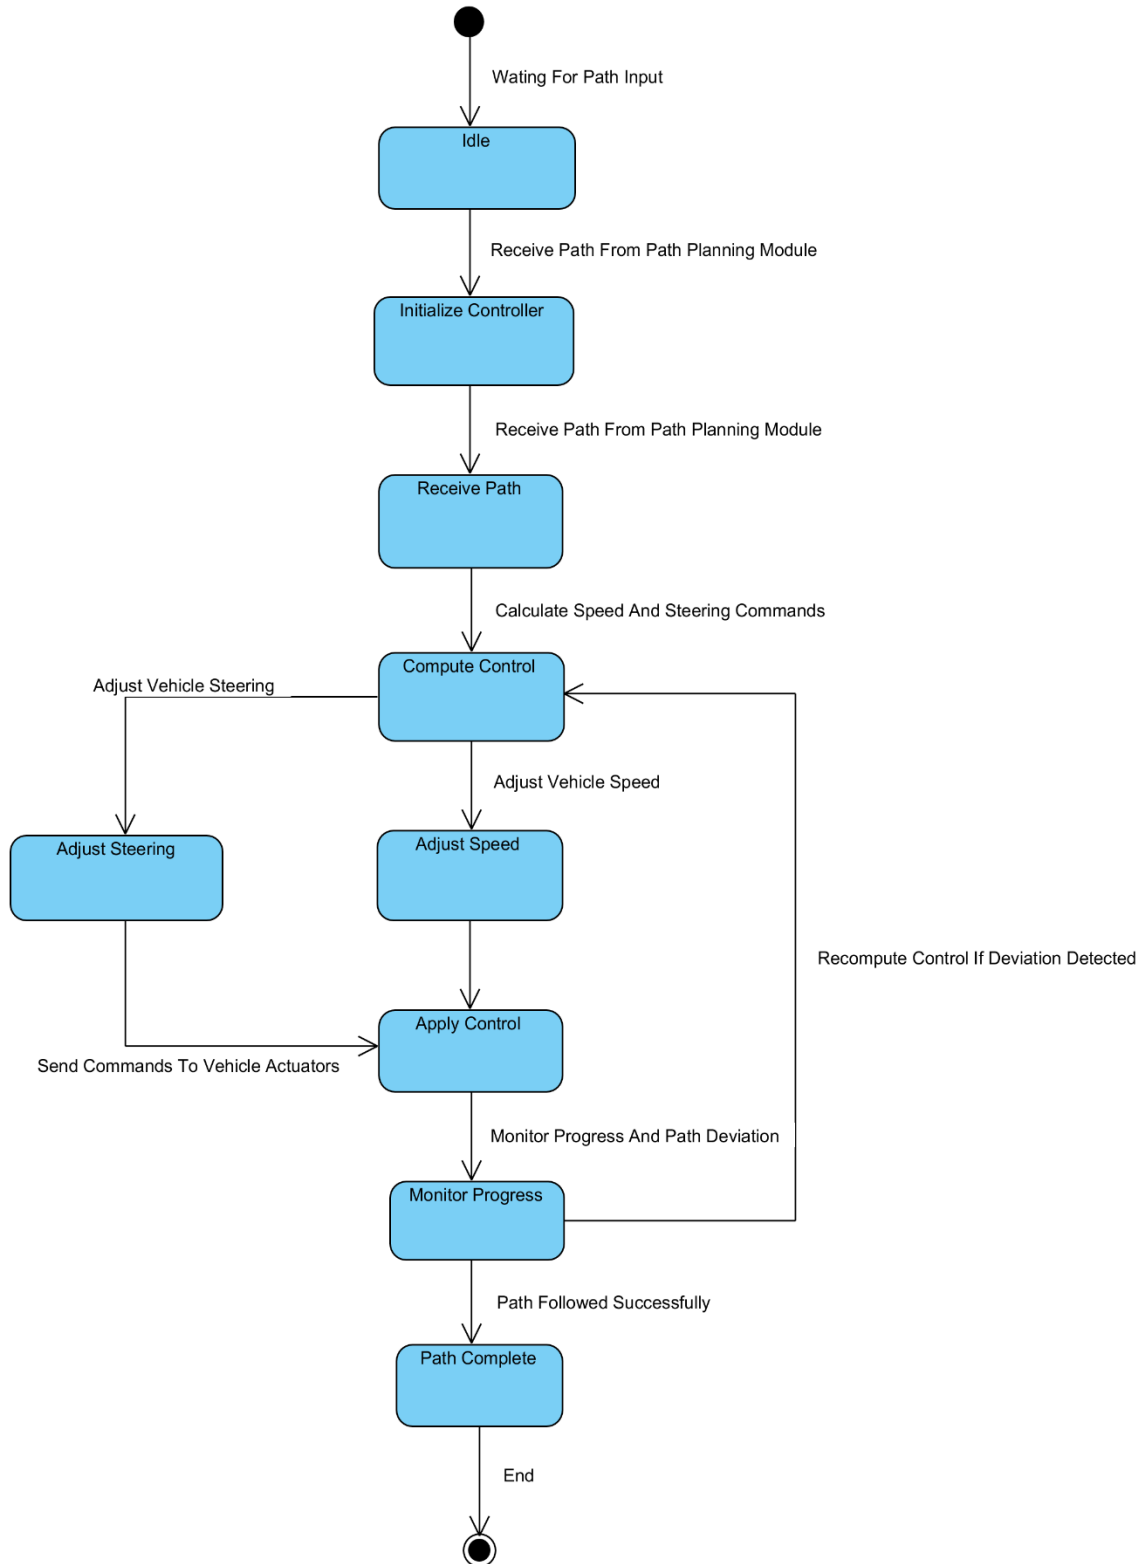 Wating For Path Input
Idle
Receive Path From Path Planning Module
Initialize Controller
Receive Path From Path Planning Module
Receive Path
Calculate Speed And Steering Commands
Compute Control
Adjust Vehicle Steering
Adjust Vehicle Speed
Adjust Steering
Adjust Speed
Recompute Control If Deviation Detected
Apply Control
Send Commands To Vehicle Actuators
Monitor Progress And Path Deviation
Monitor Progress
Path Followed Successfully
Path Complete
End